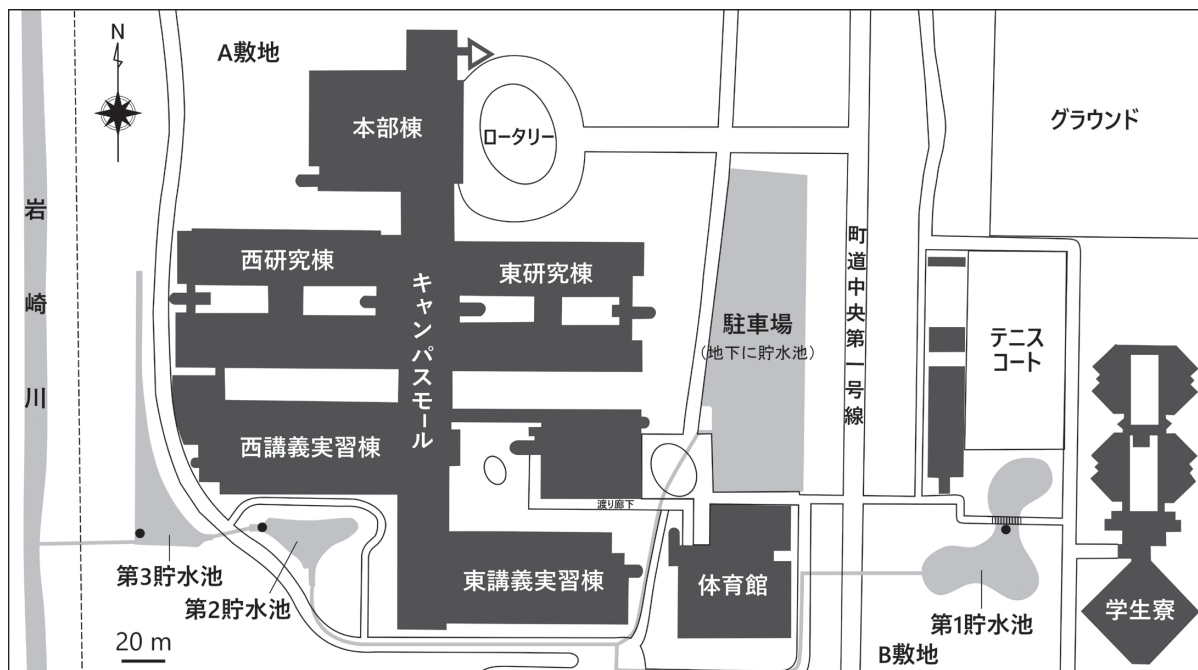 N
A敷地
本部棟
ロータリー
グラウンド
岩崎川
西研究棟
東研究棟
キャンパスモール
駐車場
(地下に貯水池)
町道中央第一号線
テニス
コート
西講義実習棟
渡り廊下
第3貯水池
第2貯水池
東講義実習棟
体育館
第1貯水池
学生寮
20 m
B敷地